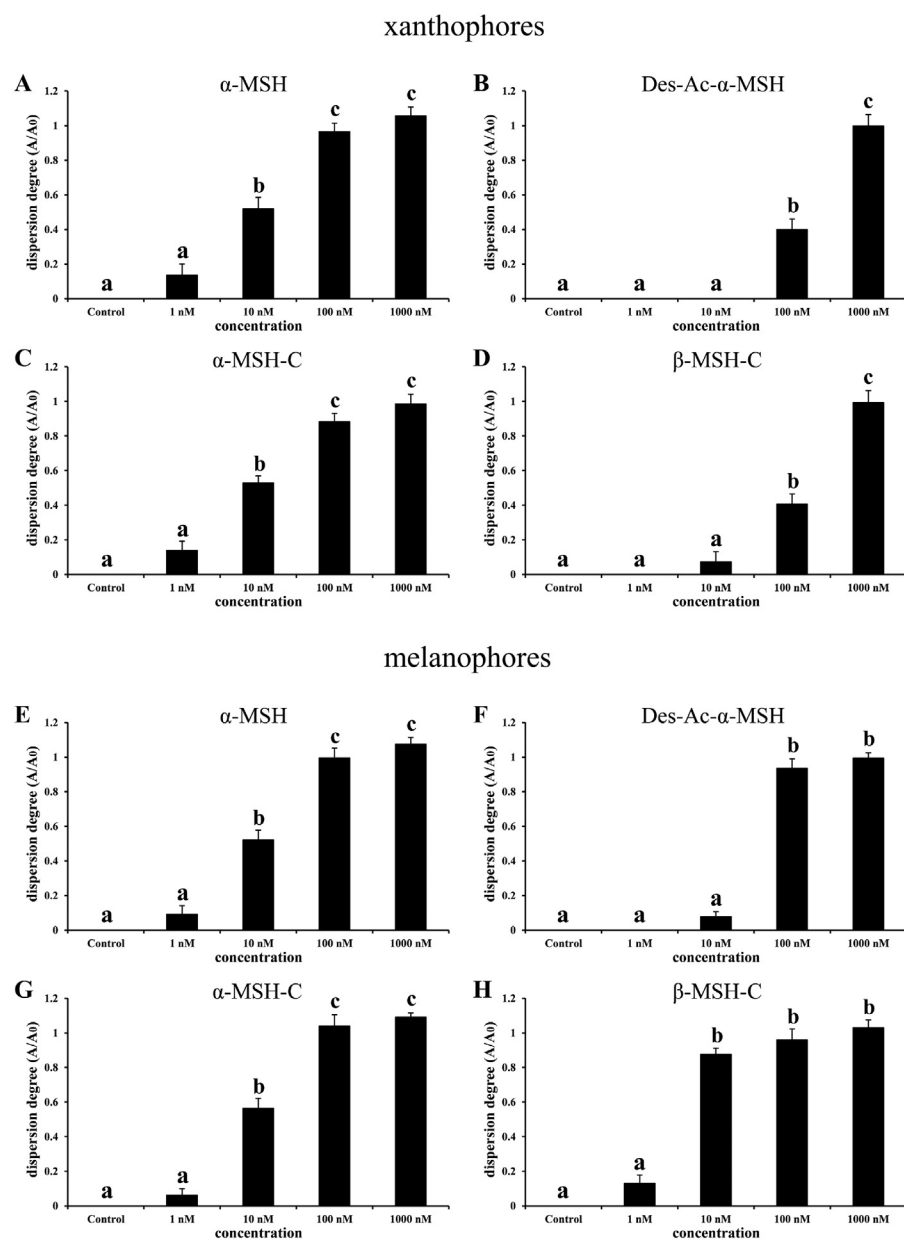 xanthophores
A
α-MSH
dispersion degree (A/A0)
1.2
1
0.8
0.6
0.4
0.2
0
a
a
b
c
c
Control
1 nM
10 nM
100 nM
1000 nM
concentration
B
Des-Ac-α-MSH
dispersion degree (A/A0)
1.2
1
0.8
0.6
0.4
0.2
0
a
a
a
b
c
Control
1 nM
10 nM
100 nM
1000 nM
concentration
C
α-MSH-C
dispersion degree (A/A0)
1.2
1
0.8
0.6
0.4
0.2
0
a
a
b
c
c
Control
1 nM
10 nM
100 nM
1000 nM
concentration
D
β-MSH-C
dispersion degree (A/A0)
1.2
1
0.8
0.6
0.4
0.2
0
a
a
a
b
c
Control
1 nM
10 nM
100 nM
1000 nM
concentration
melanophores
E
α-MSH
dispersion degree (A/A0)
1.2
1
0.8
0.6
0.4
0.2
0
a
a
b
c
c
Control
1 nM
10 nM
100 nM
1000 nM
concentration
F
Des-Ac-α-MSH
dispersion degree (A/A0)
1.2
1
0.8
0.6
0.4
0.2
0
a
a
a
b
b
Control
1 nM
10 nM
100 nM
1000 nM
concentration
G
α-MSH-C
dispersion degree (A/A0)
1.2
1
0.8
0.6
0.4
0.2
0
a
a
b
c
c
Control
1 nM
10 nM
100 nM
1000 nM
concentration
H
β-MSH-C
dispersion degree (A/A0)
1.2
1
0.8
0.6
0.4
0.2
0
a
a
b
b
b
Control
1 nM
10 nM
100 nM
1000 nM
concentration